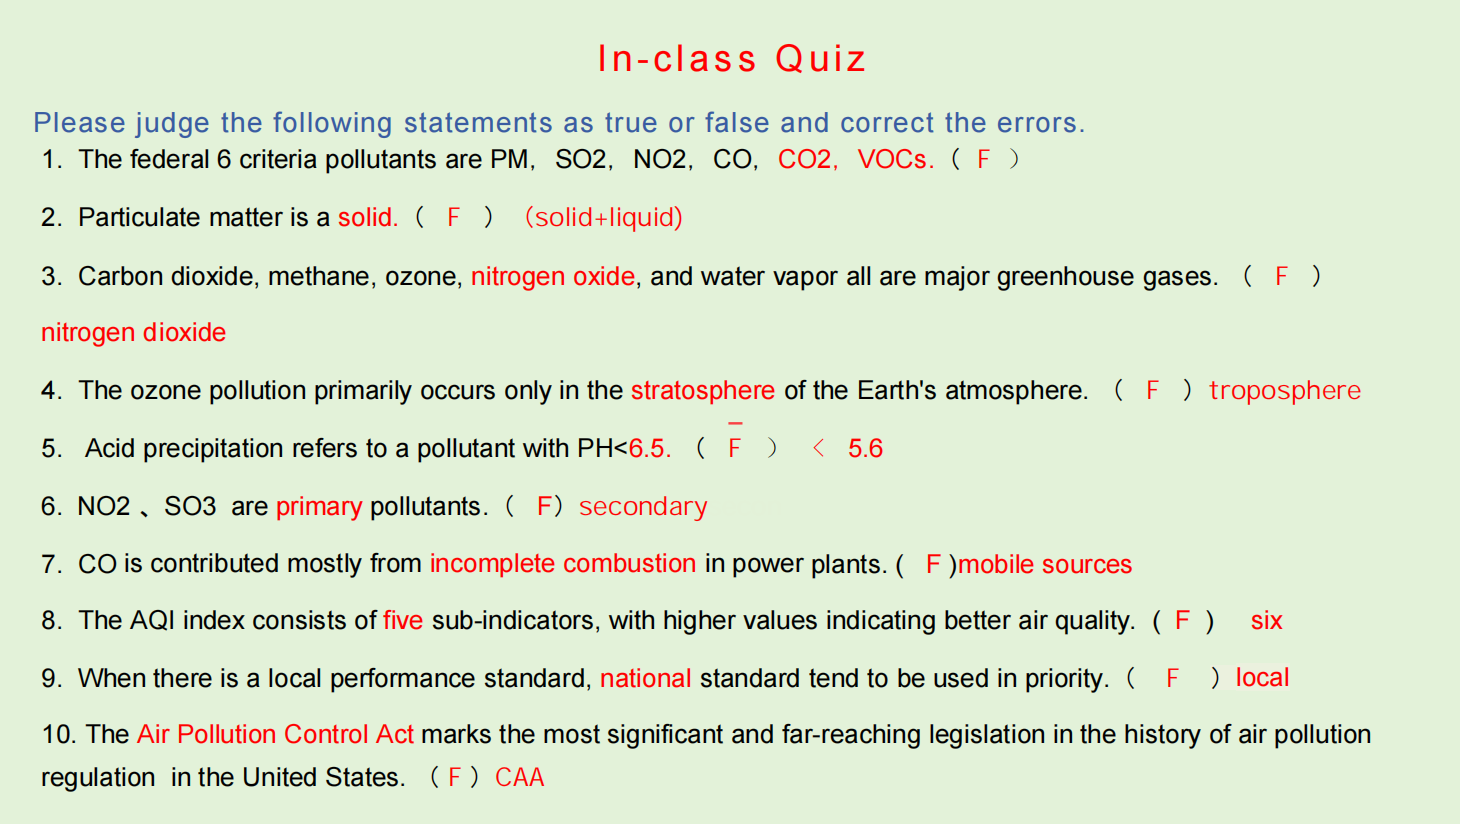 In-class Quiz
Please judge the following statements as true or false and correct the errors.
1. The federal 6 criteria pollutants are PM, SO2, NO2, CO, CO2, VOCs.( F )
2. Particulate matter is a solid.( F ) (solid+liquid)
3. Carbon dioxide, methane, ozone, nitrogen oxide, and water vapor all are major greenhouse gases. ( F )
nitrogen dioxide
4. The ozone pollution primarily occurs only in the stratosphere of the Earth's atmosphere. ( F ) troposphere
5. Acid precipitation refers to a pollutant with PH<6.5. ( F ) < 5.6
6. NO2 、SO3 are primary pollutants.( F) secondary
7. CO is contributed mostly from incomplete combustion in power plants. ( F )mobile sources
8. The AQI index consists of five sub-indicators, with higher values indicating better air quality. ( F ) six
9. When there is a local performance standard, national standard tend to be used in priority.( F ) local
10. The Air Pollution Control Act marks the most significant and far-reaching legislation in the history of air pollution
regulation in the United States. ( F ) CAA